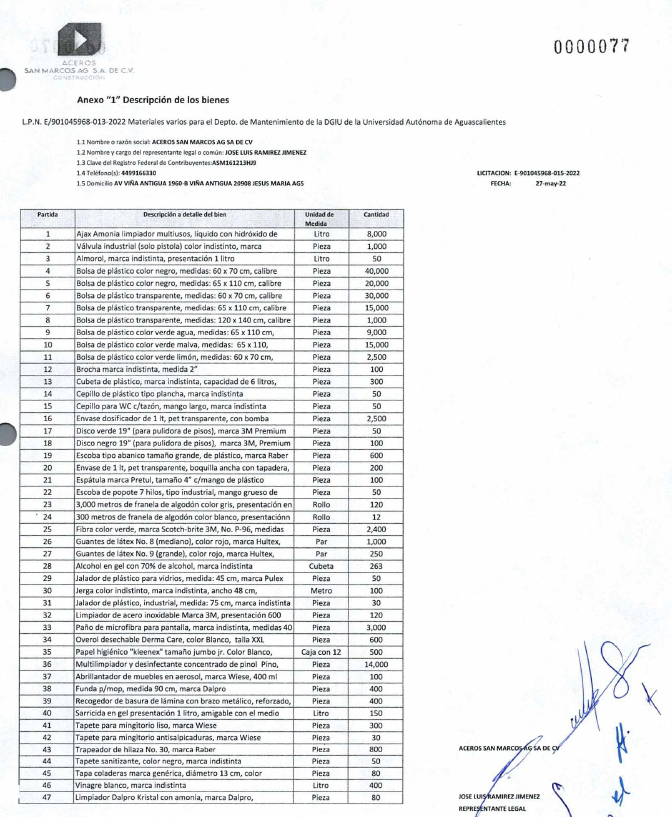 0000077
ACEROS
SAN MARCOS AG S.A. DE C.V.
CONSTRUCCIÓN
Anexo "1" Descripción de los bienes
L.P.N. E/901045968-013-2022 Materiales varios para el Depto. de Mantenimiento de la DGIU de la Universidad Autónoma de Aguascalientes
1.1 Nombre o razón social: ACEROS SAN MARCOS AG SA DE CV
1.2 Nombre y cargo del representante legal o común: JOSE LUIS RAMIREZ JIMENEZ
1.3 Clave del Registro Federal de Contribuyentes:ASM161213HJ9
1.4 Teléfono(s): 4499166330 LICITACION: E-901045968-015-2022
1.5 Domicilio AV VIÑA ANTIGUA 1960-B VIÑA ANTIGUA 20908 JESUS MARIA AGS FECHA: 27-may-22
Partida Descripción a detalle del bien Unidad de Medida Cantidad
1 Ajax Amonia limpiador multiusos, líquido con hidróxido de Litro 8,000
2 Válvula industrial (solo pistola) color indistinto, marca Pieza 1,000
3 Almorol, marca indistinta, presentación 1 litro Litro 50
4 Bolsa de plástico color negro, medidas: 60 x 70 cm, calibre Pieza 40,000
5 Bolsa de plástico color negro, medidas: 65 x 110 cm, calibre Pieza 20,000
6 Bolsa de plástico transparente, medidas: 60 x 70 cm, calibre Pieza 30,000
7 Bolsa de plástico transparente, medidas: 65 x 110 cm, calibre Pieza 15,000
8 Bolsa de plástico transparente, medidas: 120 x 140 cm, calibre Pieza 1,000
9 Bolsa de plástico color verde agua, medidas: 65 x 110 cm, Pieza 9,000
10 Bolsa de plástico color verde malva, medidas: 65 x 110, Pieza 15,000
11 Bolsa de plástico color verde limón, medidas: 60 x 70 cm, Pieza 2,500
12 Brocha marca indistinta, medida 2" Pieza 100
13 Cubeta de plástico, marca indistinta, capacidad de 6 litros, Pieza 300
14 Cepillo de plástico tipo plancha, marca indistinta Pieza 50
15 Cepillo para WC c/tazón, mango largo, marca indistinta Pieza 50
16 Envase dosificador de 1 lt, pet transparente, con bomba Pieza 2,500
17 Disco verde 19" (para pulidora de pisos), marca 3M Premium Pieza 50
18 Disco negro 19" (para pulidora de pisos), marca 3M, Premium Pieza 100
19 Escoba tipo abanico tamaño grande, de plástico, marca Raber Pieza 600
20 Envase de 1 lt, pet transparente, boquilla ancha con tapadera, Pieza 200
21 Espátula marca Pretul, tamaño 4" c/mango de plástico Pieza 100
22 Escoba de popote 7 hilos, tipo industrial, mango grueso de Pieza 50
23 3,000 metros de franela de algodón color gris, presentación en Rollo 120
24 300 metros de franela de algodón color blanco, presentaciónn Rollo 12
25 Fibra color verde, marca Scotch-brite 3M, No. P-96, medidas Pieza 2,400
26 Guantes de látex No. 8 (mediano), color rojo, marca Hultex, Par 1,000
27 Guantes de látex No. 9 (grande), color rojo, marca Hultex, Par 250
28 Alcohol en gel con 70% de alcohol, marca indistinta Cubeta 263
29 Jalador de plástico para vidrios, medida: 45 cm, marca Pulex Pieza 50
30 Jerga color indistinto, marca indistinta, ancho 48 cm, Metro 100
31 Jalador de plástico, industrial, medida: 75 cm, marca indistinta Pieza 30
32 Limpiador de acero inoxidable Marca 3M, presentación 600 Pieza 120
33 Paño de microfibra para pantalla, marca indistinta, medidas 40 Pieza 3,000
34 Overol desechable Derma Care, color Blanco, talla XXL Pieza 600
35 Papel higiénico "kleenex" tamaño jumbo jr. Color Blanco, Caja con 12 500
36 Multilimpiador y desinfectante concentrado de pinol Pino, Pieza 14,000
37 Abrillantador de muebles en aerosol, marca Wiese, 400 ml Pieza 100
38 Funda p/mop, medida 90 cm, marca Dalpro Pieza 400
39 Recogedor de basura de lámina con brazo metálico, reforzado, Pieza 400
40 Sarricida en gel presentación 1 litro, amigable con el medio Litro 150
41 Tapete para mingitorio liso, marca Wiese Pieza 300
42 Tapete para mingitorio antisalpicaduras, marca Wiese Pieza 30
43 Trapeador de hilaza No. 30, marca Raber Pieza 800
44 Tapete sanitizante, color negro, marca indistinta Pieza 50
45 Tapa coladeras marca genérica, diámetro 13 cm, color Pieza 80
46 Vinagre blanco, marca indistinta Litro 400
47 Limpiador Dalpro Kristal con amonia, marca Dalpro, Pieza 80
ACEROS SAN MARCOS AG SA DE CV
JOSE LUIS RAMIREZ JIMENEZ
REPRESENTANTE LEGAL